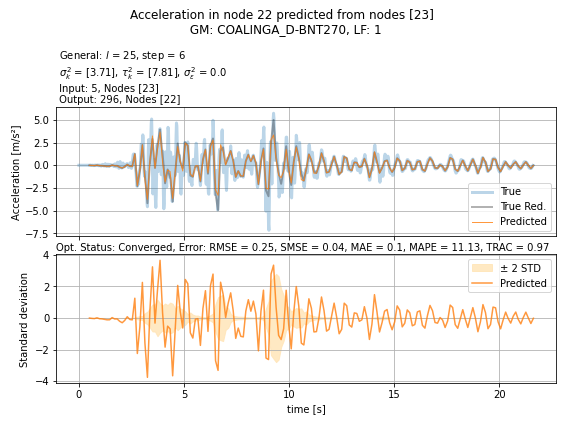 Acceleration in node 22 predicted from nodes [23]
GM: COALINGA_D-BNT270, LF: 1
General: l = 25, step = 6
σ²ₖ = [3.71], τ²ₖ = [7.81], σ²ε = 0.0
Input: 5, Nodes [23]
Output: 296, Nodes [22]
Acceleration [m/s²]
5.0
2.5
0.0
−2.5
−5.0
−7.5
True
True Red.
Predicted
Opt. Status: Converged, Error: RMSE = 0.25, SMSE = 0.04, MAE = 0.1, MAPE = 11.13, TRAC = 0.97
Standard deviation
4
2
0
−2
−4
± 2 STD
Predicted
0
5
10
15
20
time [s]